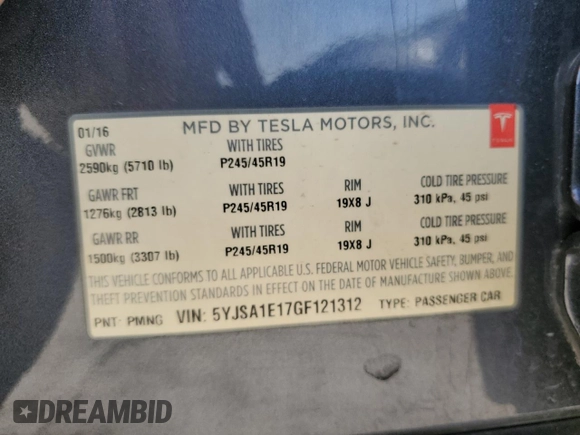 01/16
MFD BY TESLA MOTORS, INC.
TESLA
GVWR WITH TIRES
2590kg (5710 lb) P245/45R19
GAWR FRT WITH TIRES RIM COLD TIRE PRESSURE
1276kg (2813 lb) P245/45R19 19X8 J 310 kPa, 45 psi
GAWR RR WITH TIRES RIM COLD TIRE PRESSURE
1500kg (3307 lb) P245/45R19 19X8 J 310 kPa, 45 psi
THIS VEHICLE CONFORMS TO ALL APPLICABLE U.S. FEDERAL MOTOR VEHICLE SAFETY, BUMPER, AND
THEFT PREVENTION STANDARDS IN EFFECT ON THE DATE OF MANUFACTURE SHOWN ABOVE.
PNT: PMNG VIN: 5YJSA1E17GF121312 TYPE: PASSENGER CAR
DREAMBID